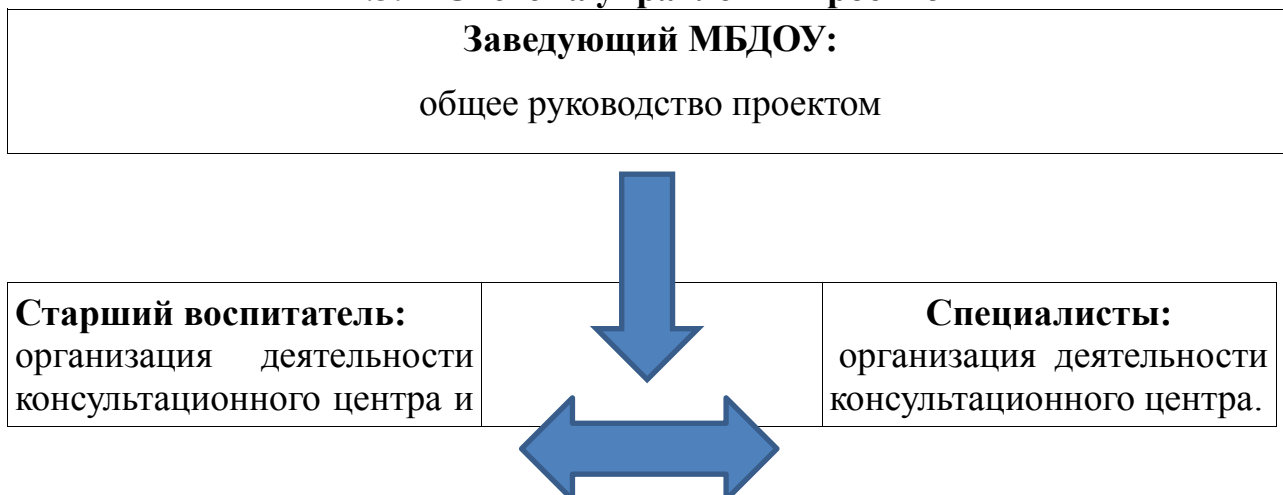 Заведующий МБДОУ:
общее руководство проектом
Старший воспитатель:
организация деятельности
консультационного центра и
Специалисты:
организация деятельности
консультационного центра.